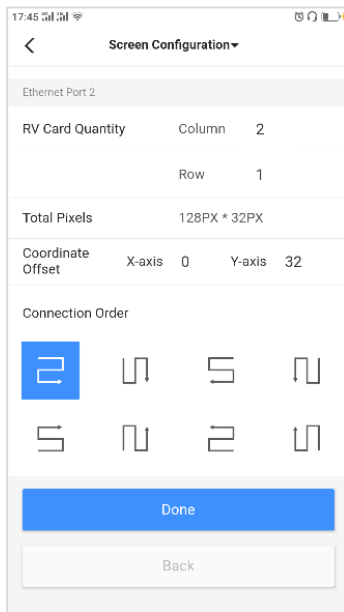 17:45
Screen Configuration
Ethernet Port 2
RV Card Quantity Column 2
Row 1
Total Pixels 128PX * 32PX
Coordinate Offset X-axis 0 Y-axis 32
Connection Order
Done
Back